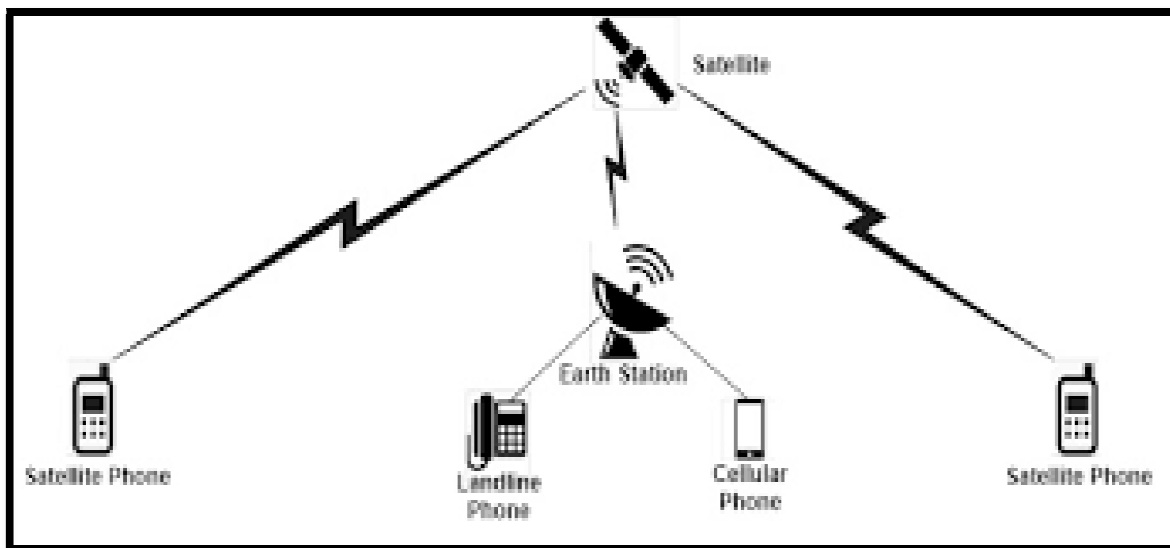 Satellite
Earth Station
Satellite Phone
Landline
Phone
Cellular
Phone
Satellite Phone